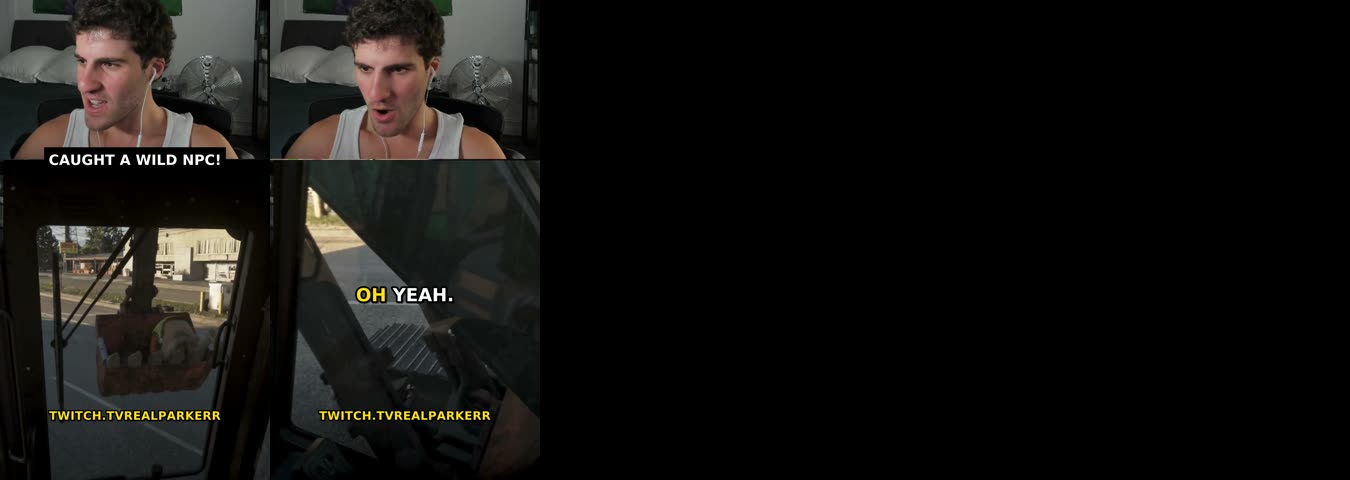 CAUGHT A WILD NPC!
TWITCH.TVREALPARKERR
OH YEAH.
TWITCH.TVREALPARKERR